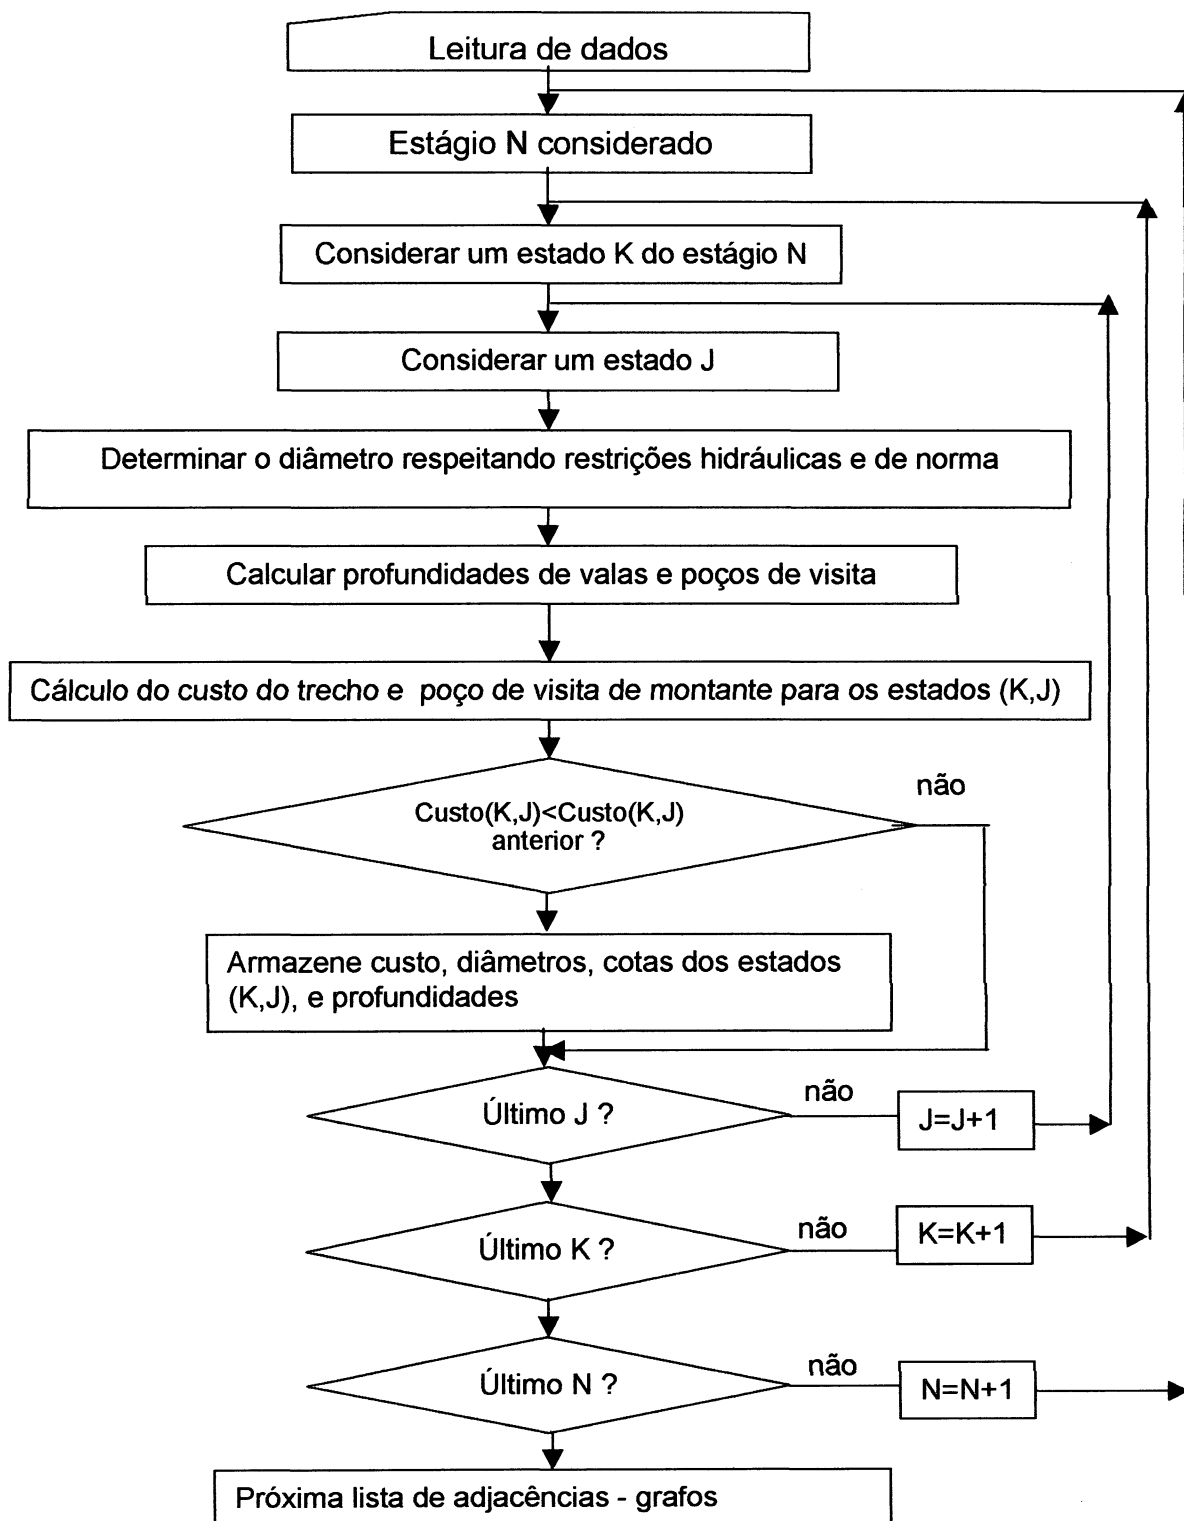 Leitura de dados
Estágio N considerado
Considerar um estado K do estágio N
Considerar um estado J
Determinar o diâmetro respeitando restrições hidráulicas e de norma
Calcular profundidades de valas e poços de visita
Cálculo do custo do trecho e poço de visita de montante para os estados (K,J)
não
Custo(K,J)<Custo(K,J)
anterior ?
Armazene custo, diâmetros, cotas dos estados
(K,J), e profundidades
não
Último J ?
J=J+1
não
Último K ?
K=K+1
não
Último N ?
N=N+1
Próxima lista de adjacências - grafos